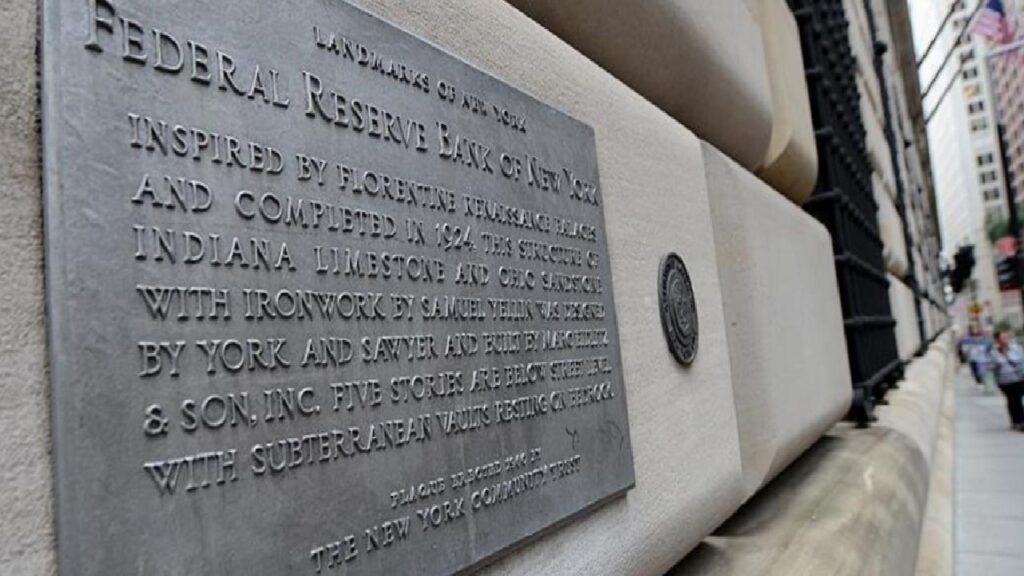 LANDMARKS OF NEW YORK
FEDERAL RESERVE BANK OF NEW YORK
INSPIRED BY FLORENTINE RENAISSANCE PALACES
AND COMPLETED IN 1924, THIS STRUCTURE OF
INDIANA LIMESTONE AND OHIO SANDSTONE
WITH IRONWORK BY SAMUEL YELLIN WAS DESIGNED
BY YORK AND SAWYER AND BUILT BY MARC EIDLITZ
& SON, INC. FIVE STORIES ARE BELOW STREET LEVEL
WITH SUBTERRANEAN VAULTS RESTING ON BEDROCK.
PLAQUE ERECTED BY
THE NEW YORK COMMUNITY TRUST